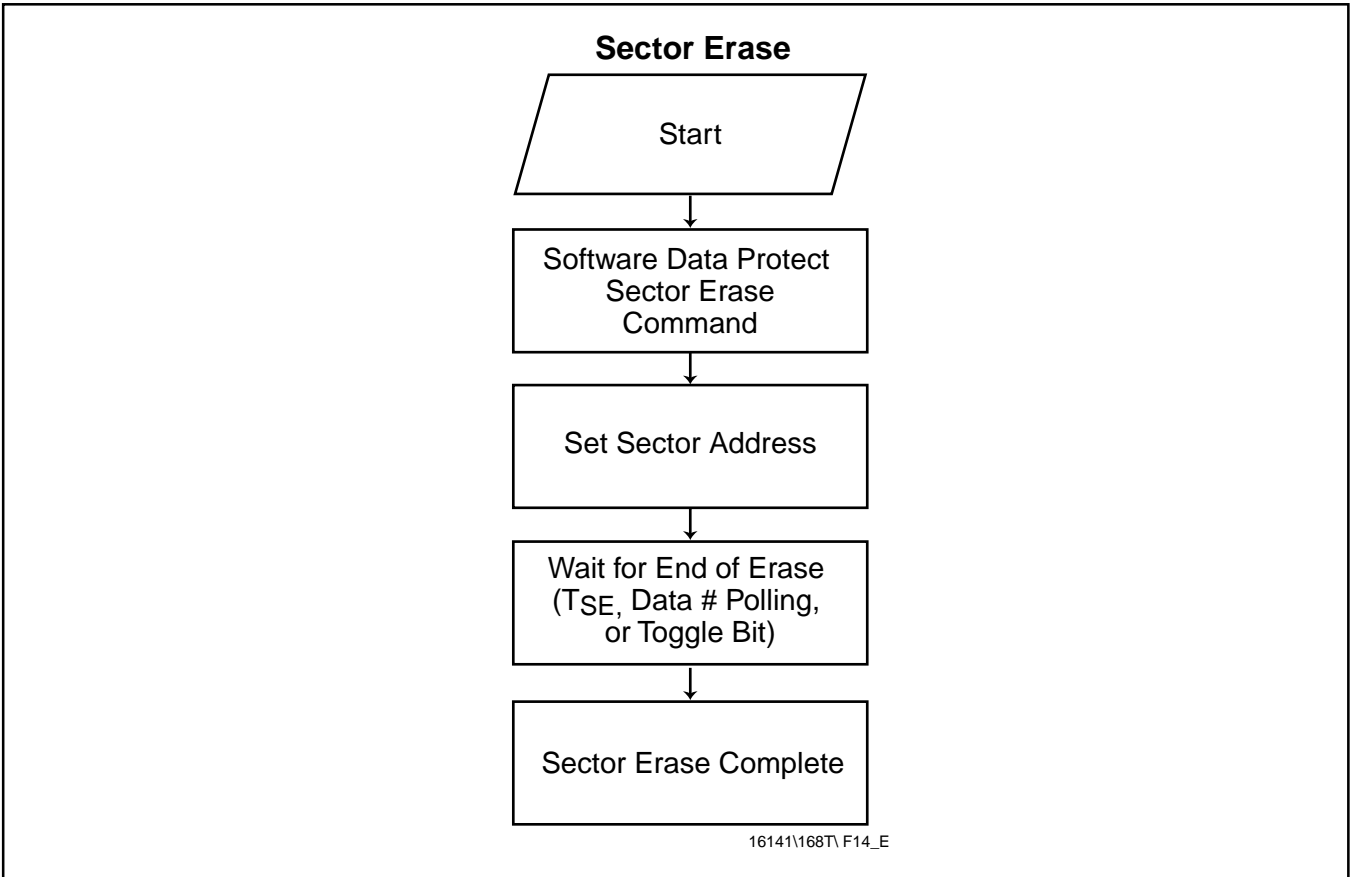 Sector Erase
Start
Software Data Protect
Sector Erase
Command
Set Sector Address
Wait for End of Erase
(TSE, Data # Polling,
or Toggle Bit)
Sector Erase Complete
16141\168T\ F14_E